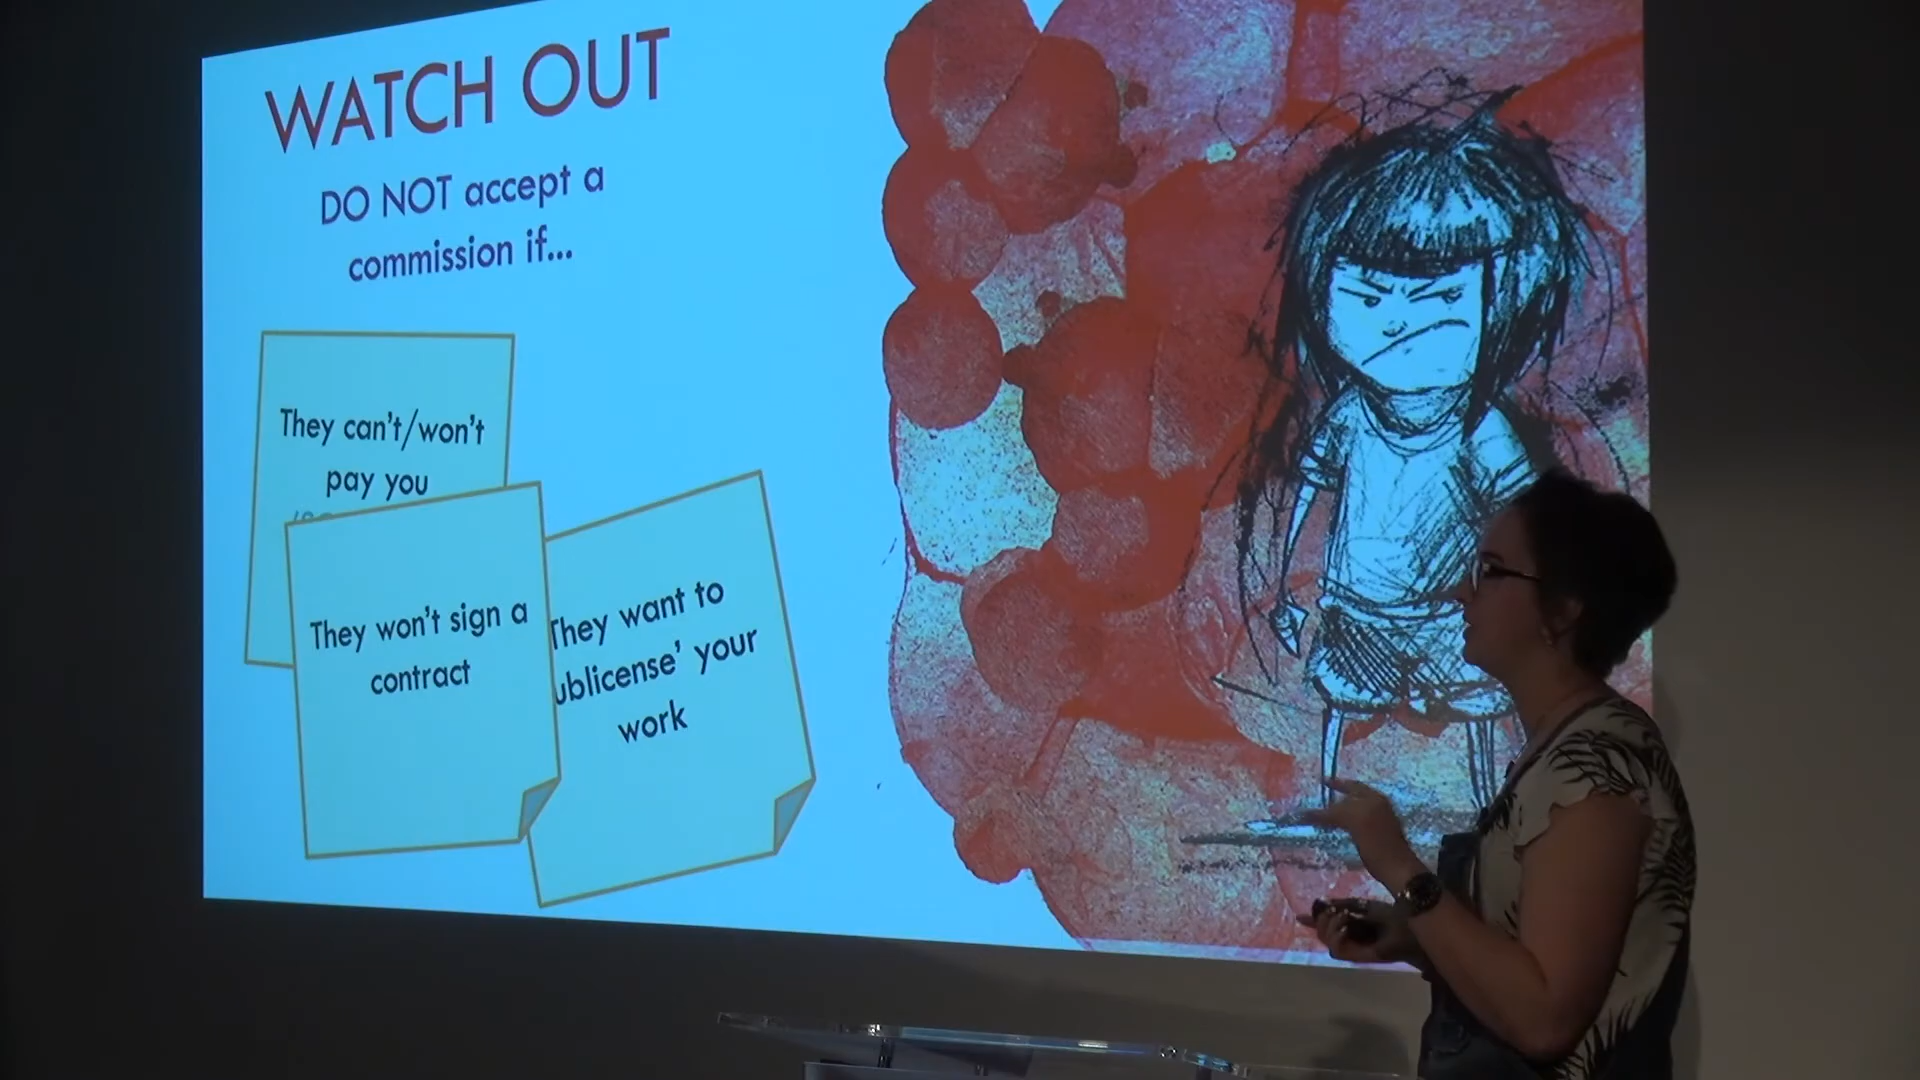 WATCH OUT
DO NOT accept a
commission if...
They can't/won't
pay you
They won't sign a
contract
They want to
ublicense' your
work